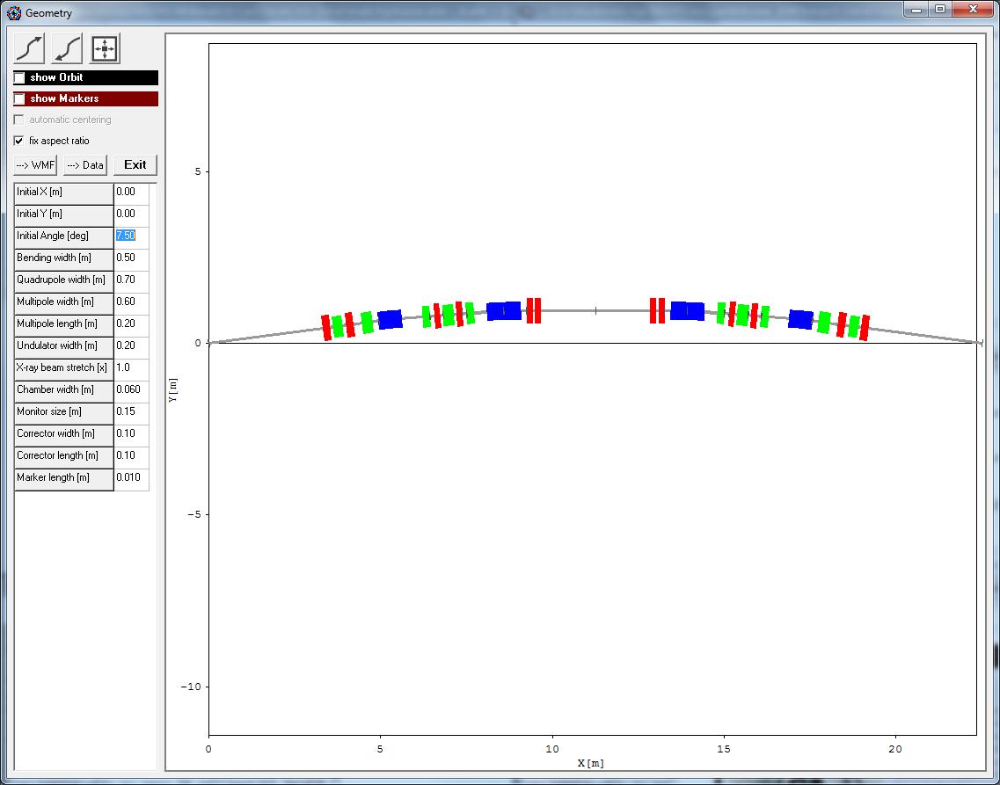 Geometry
show Orbit
show Markers
automatic centering
fix aspect ratio
---> WMF ---> Data Exit
Initial X [m] 0.00
Initial Y [m] 0.00
Initial Angle [deg] 7.50
Bending width [m] 0.50
Quadrupole width [m] 0.70
Multipole width [m] 0.60
Multipole length [m] 0.20
Undulator width [m] 0.20
X-ray beam stretch [x] 1.0
Chamber width [m] 0.060
Monitor size [m] 0.15
Corrector width [m] 0.10
Corrector length [m] 0.10
Marker length [m] 0.010
5
0
-5
-10
Y[m]
0 5 10 15 20
X[m]